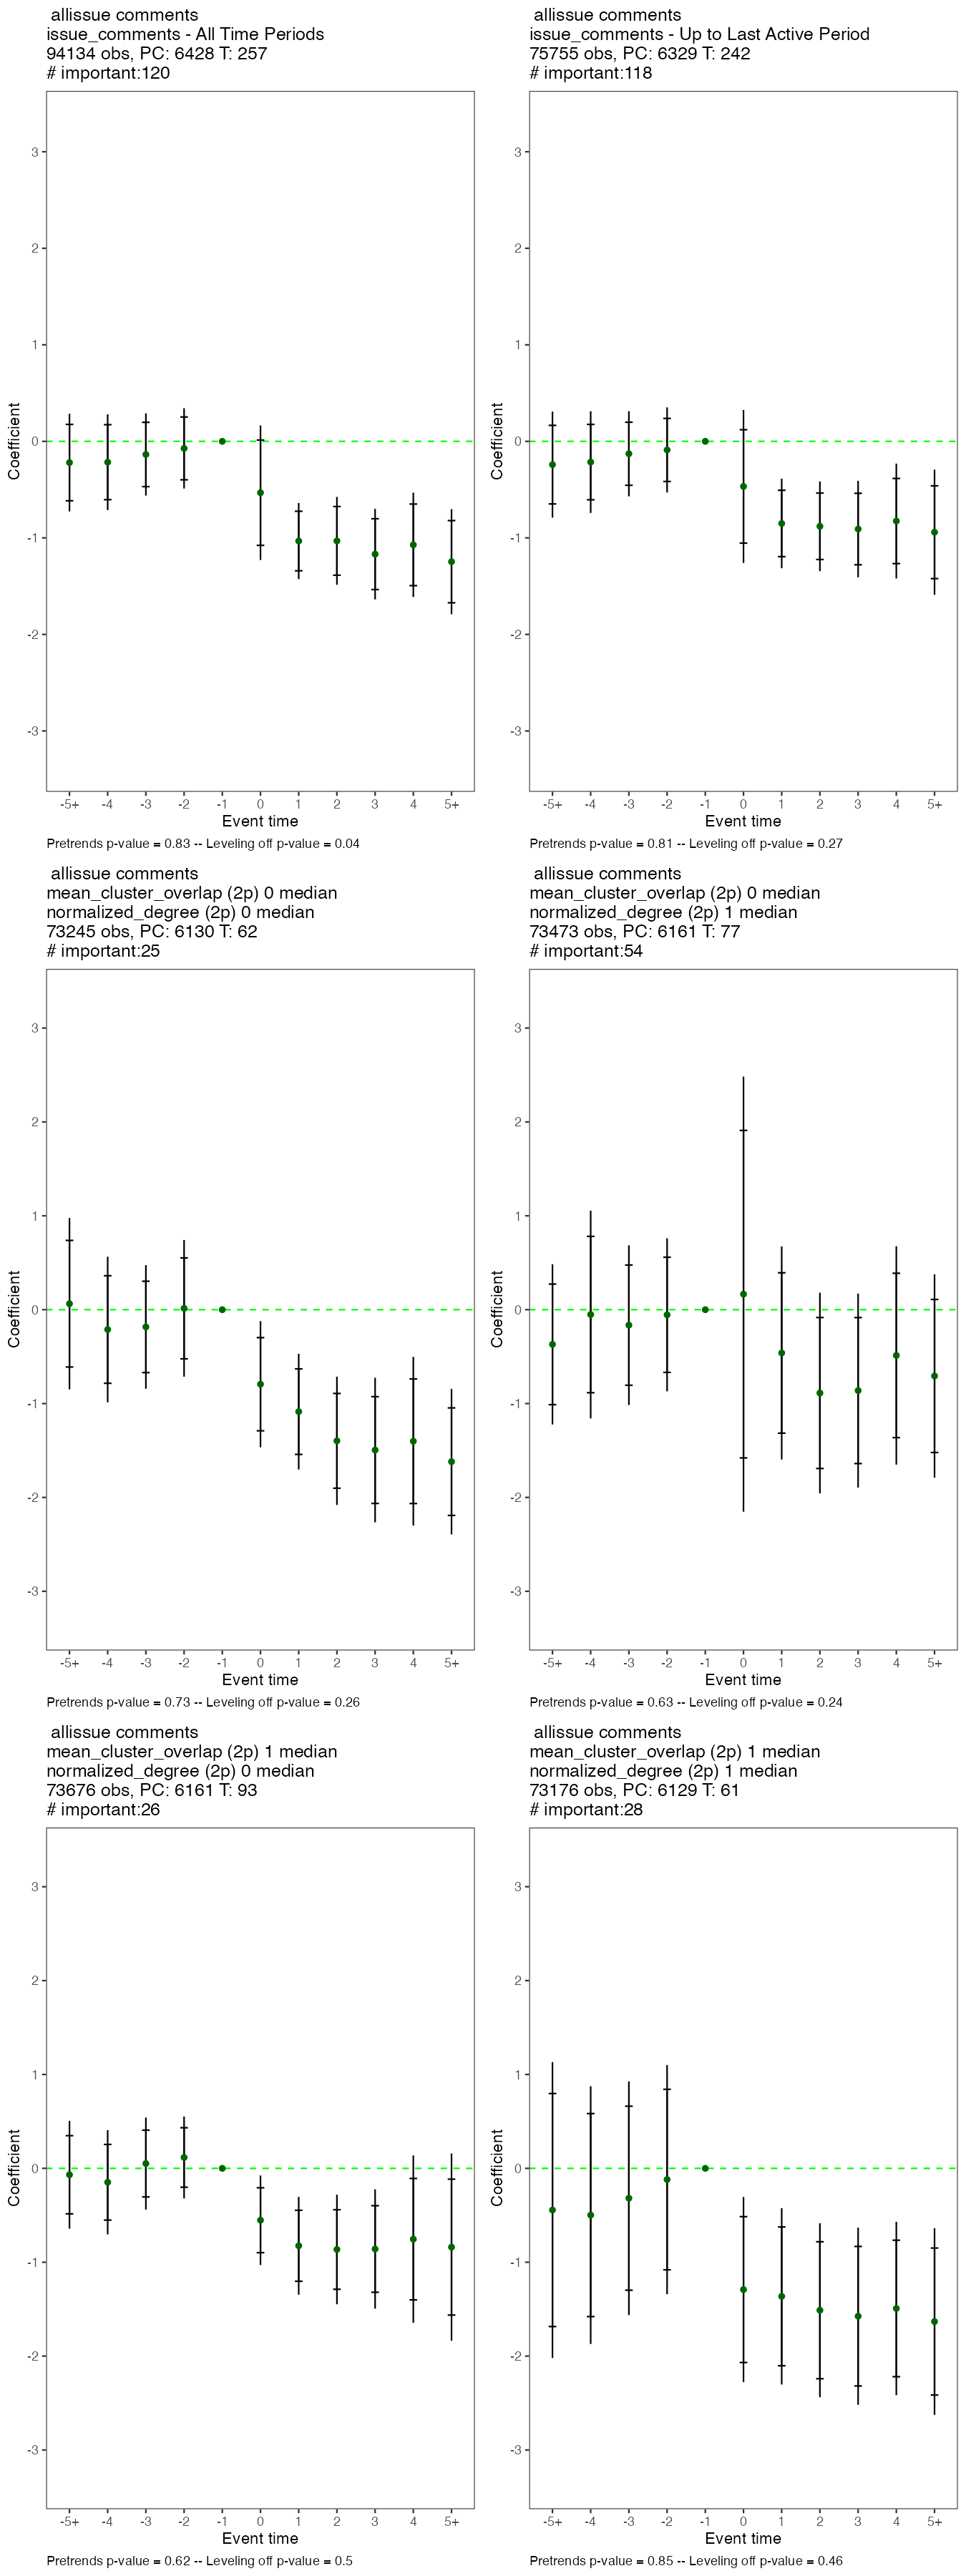 allissue comments
issue_comments - All Time Periods
94134 obs, PC: 6428 T: 257
# important:120
3
2
1
0
-1
-2
-3
Coefficient
-5+ -4 -3 -2 -1 0 1 2 3 4 5+
Event time
Pretrends p-value = 0.83 -- Leveling off p-value = 0.04
allissue comments
issue_comments - Up to Last Active Period
75755 obs, PC: 6329 T: 242
# important:118
3
2
1
0
-1
-2
-3
Coefficient
-5+ -4 -3 -2 -1 0 1 2 3 4 5+
Event time
Pretrends p-value = 0.81 -- Leveling off p-value = 0.27
allissue comments
mean_cluster_overlap (2p) 0 median
normalized_degree (2p) 0 median
73245 obs, PC: 6130 T: 62
# important:25
3
2
1
0
-1
-2
-3
Coefficient
-5+ -4 -3 -2 -1 0 1 2 3 4 5+
Event time
Pretrends p-value = 0.73 -- Leveling off p-value = 0.26
allissue comments
mean_cluster_overlap (2p) 0 median
normalized_degree (2p) 1 median
73473 obs, PC: 6161 T: 77
# important:54
3
2
1
0
-1
-2
-3
Coefficient
-5+ -4 -3 -2 -1 0 1 2 3 4 5+
Event time
Pretrends p-value = 0.63 -- Leveling off p-value = 0.24
allissue comments
mean_cluster_overlap (2p) 1 median
normalized_degree (2p) 0 median
73676 obs, PC: 6161 T: 93
# important:26
3
2
1
0
-1
-2
-3
Coefficient
-5+ -4 -3 -2 -1 0 1 2 3 4 5+
Event time
Pretrends p-value = 0.62 -- Leveling off p-value = 0.5
allissue comments
mean_cluster_overlap (2p) 1 median
normalized_degree (2p) 1 median
73176 obs, PC: 6129 T: 61
# important:28
3
2
1
0
-1
-2
-3
Coefficient
-5+ -4 -3 -2 -1 0 1 2 3 4 5+
Event time
Pretrends p-value = 0.85 -- Leveling off p-value = 0.46